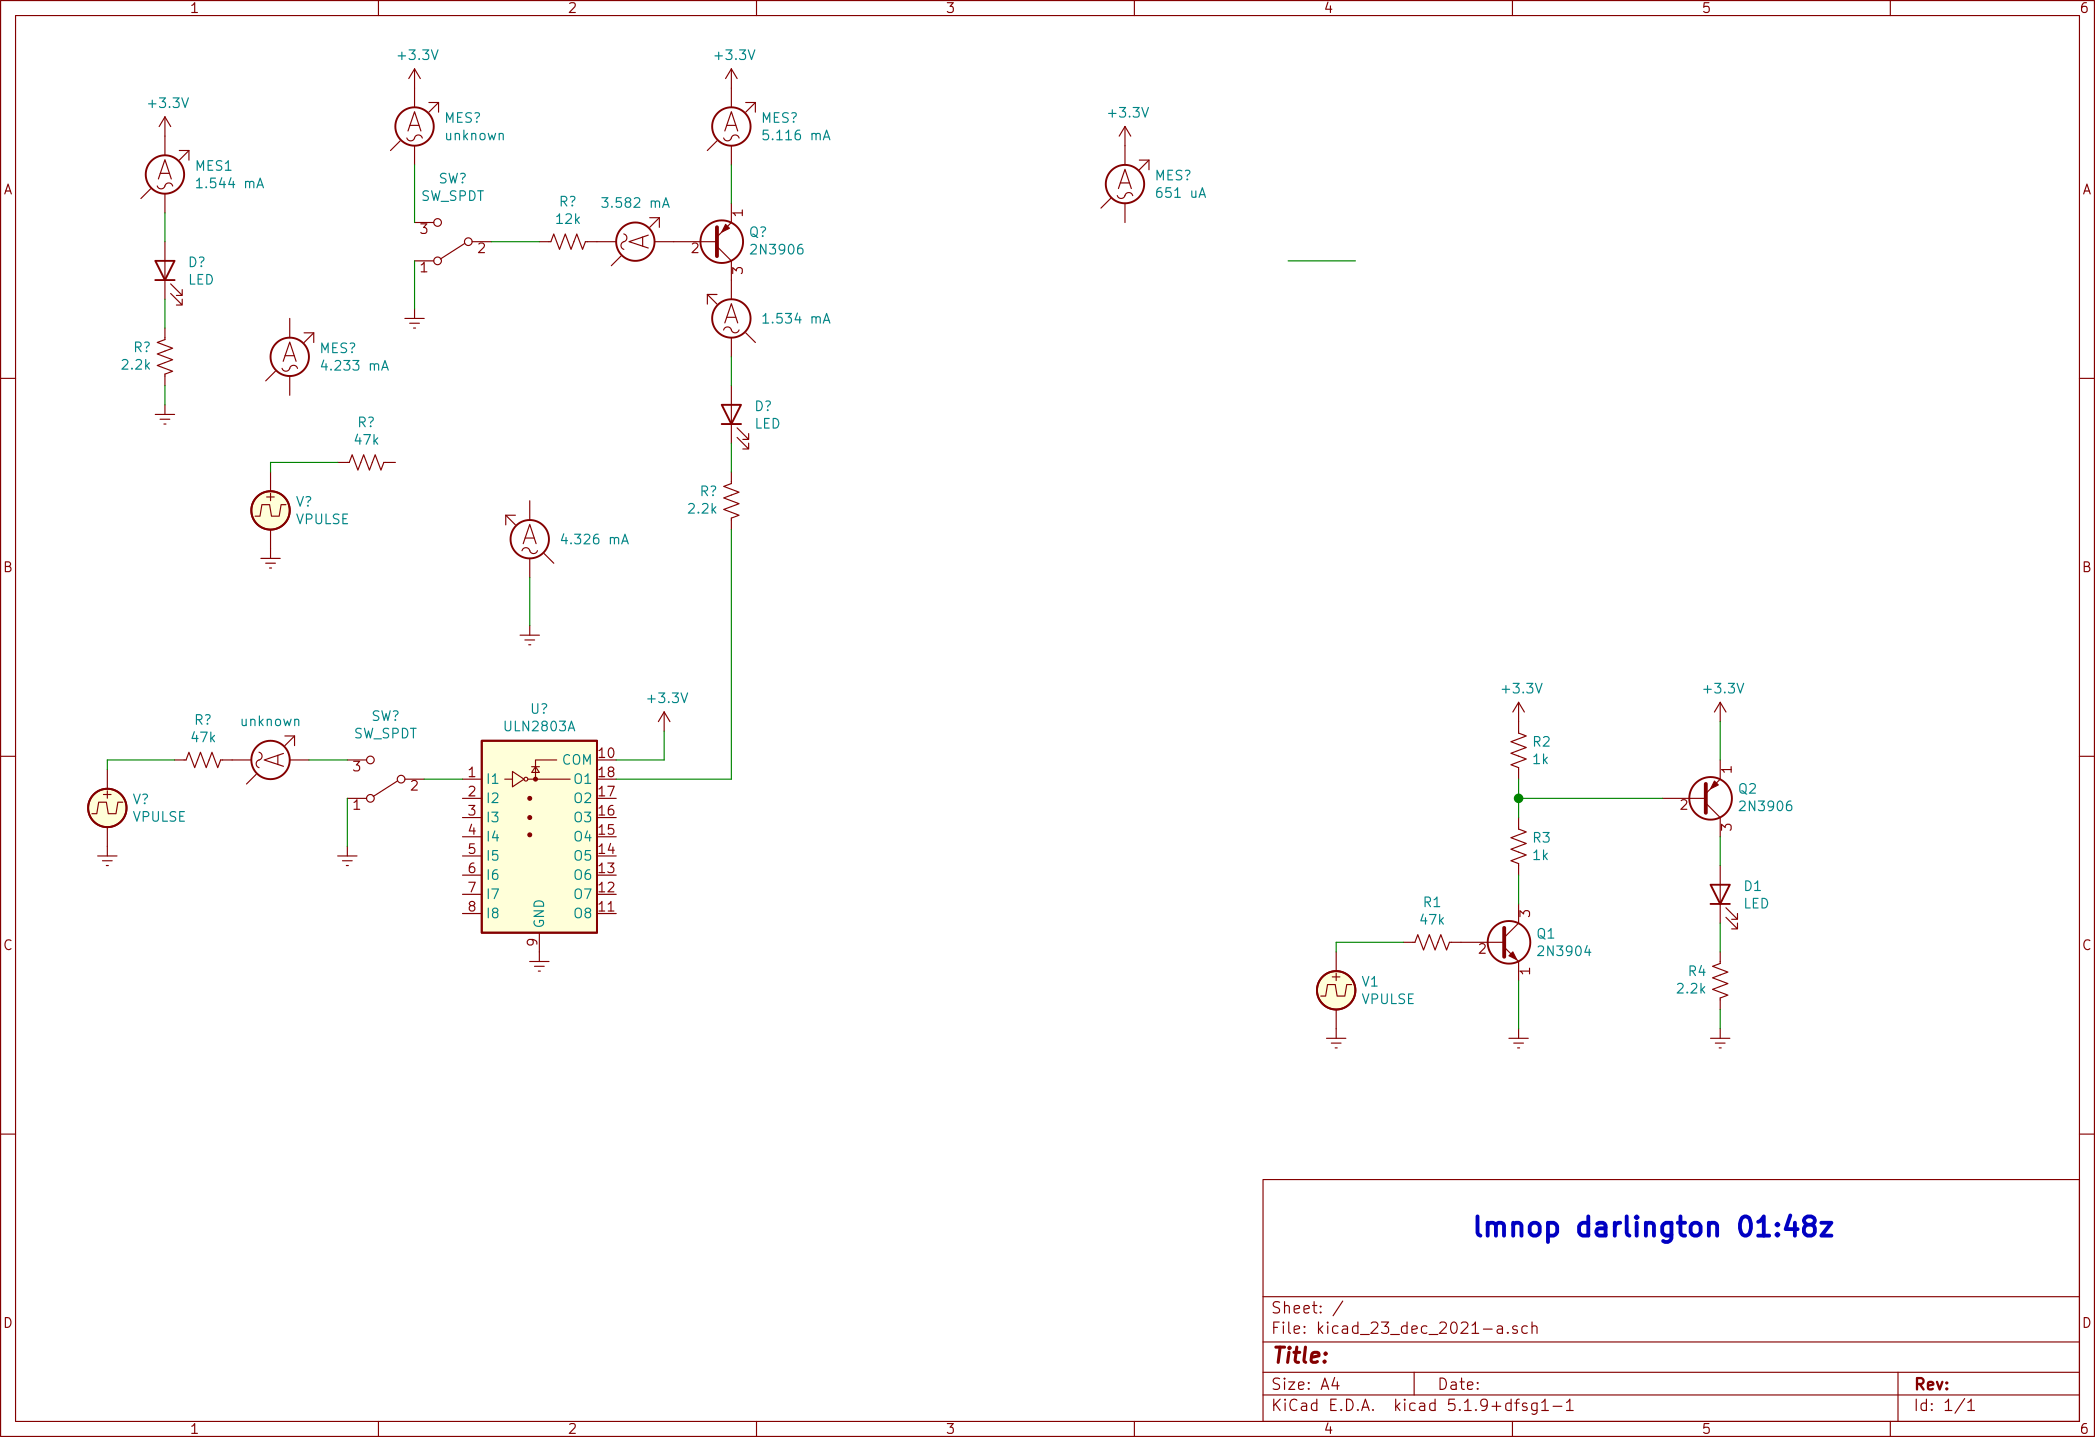 1 2 3 4 5 6
+3.3V
MES1
1.544 mA
D?
LED
R?
2.2k
MES?
4.233 mA
+3.3V
MES?
unknown
SW?
SW_SPDT
3
1
2
R?
12k
3.582 mA
+3.3V
MES?
5.116 mA
1
2
3
Q?
2N3906
1.534 mA
D?
LED
R?
2.2k
+3.3V
MES?
651 uA
A A
R?
47k
V?
VPULSE
4.326 mA
B B
R?
47k
unknown
V?
VPULSE
SW?
SW_SPDT
3
1
2
U?
ULN2803A
+3.3V
COM 10
1 I1 O1 18
2 I2 O2 17
3 I3 O3 16
4 I4 O4 15
5 I5 O5 14
6 I6 O6 13
7 I7 O7 12
8 I8 O8 11
GND
9
+3.3V
R2
1k
R3
1k
R1
47k
V1
VPULSE
3
2
1
Q1
2N3904
+3.3V
1
2
3
Q2
2N3906
D1
LED
R4
2.2k
C C
lmnop darlington 01:48z
Sheet: /
File: kicad_23_dec_2021-a.sch
Title:
Size: A4 Date: Rev:
KiCad E.D.A. kicad 5.1.9+dfsg1-1 Id: 1/1
D D
1 2 3 4 5 6